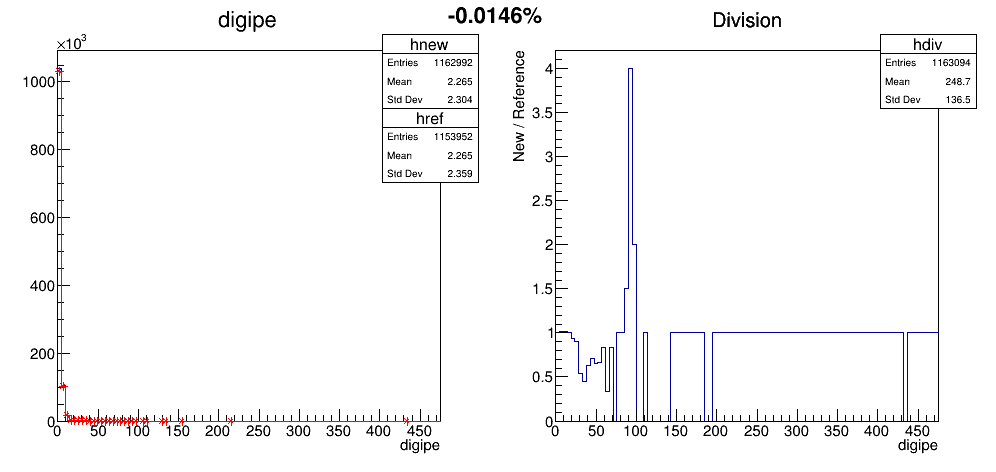 -0.0146%
digipe
×10³
hnew
Entries 1162992
Mean 2.265
Std Dev 2.304
href
Entries 1153952
Mean 2.265
Std Dev 2.359
1000
800
600
400
200
0
0 50 100 150 200 250 300 350 400 450
digipe
Division
hdiv
Entries 1163094
Mean 248.7
Std Dev 136.5
New / Reference
4
3.5
3
2.5
2
1.5
1
0.5
0
0 50 100 150 200 250 300 350 400 450
digipe